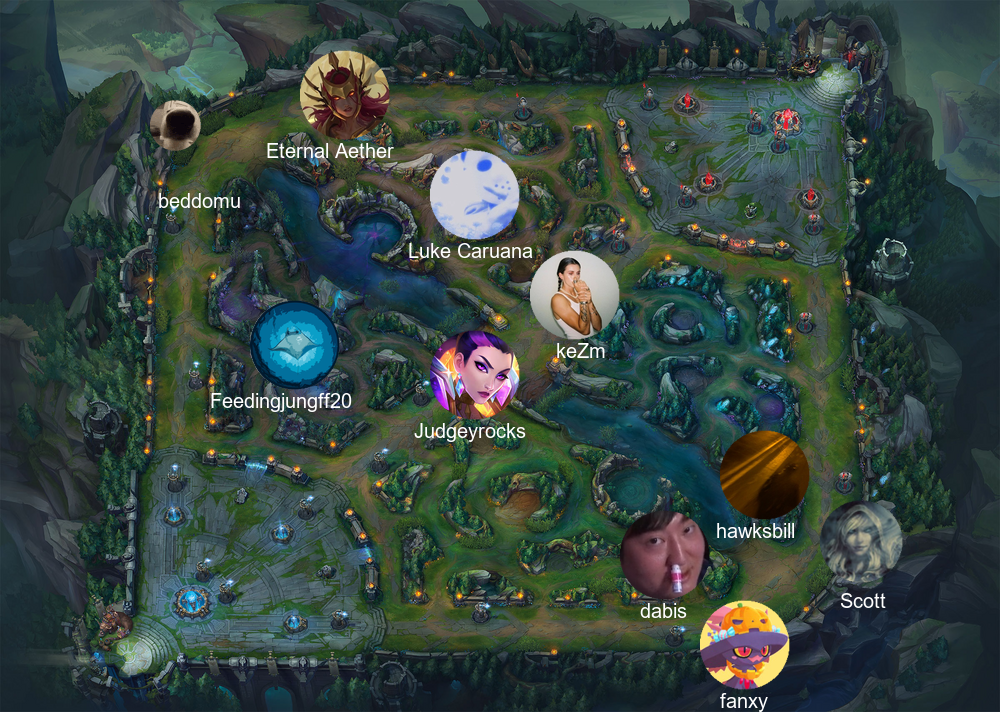 Eternal Aether
beddomu
Luke Caruana
keZm
Feedingjungff20
Judgeyrocks
hawksbill
dabis
Scott
fanxy